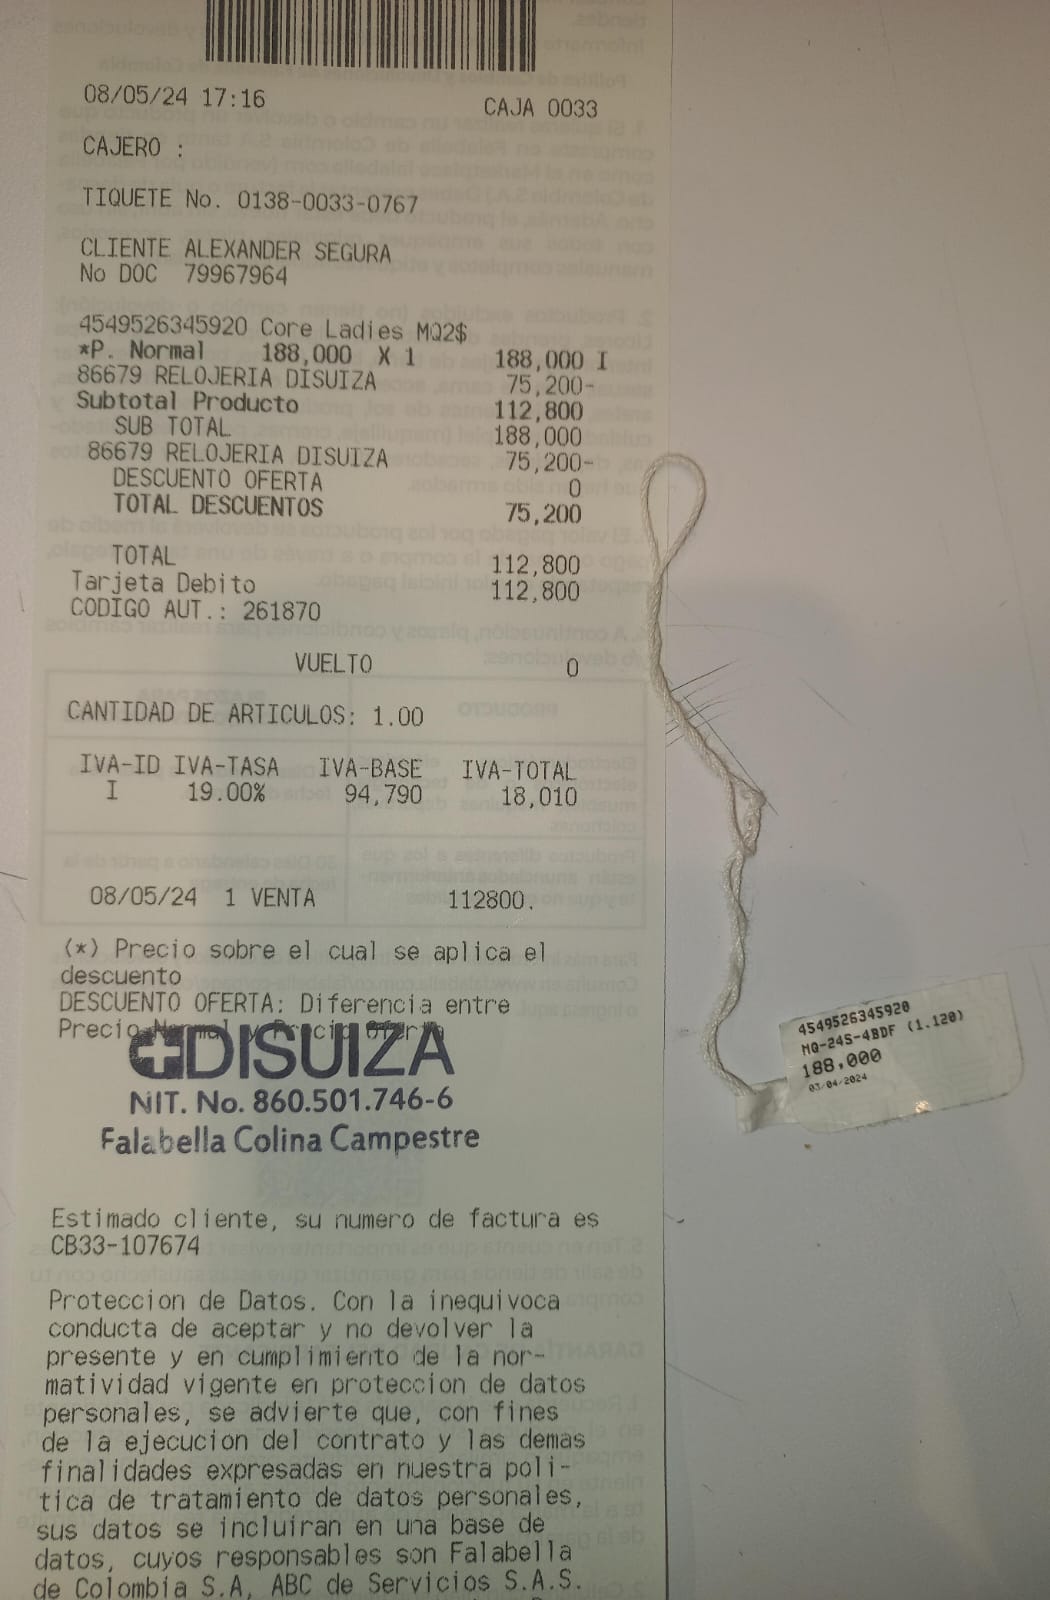 08/05/24 17:16 CAJA 0033
CAJERO :
TIQUETE No. 0138-0033-0767
CLIENTE ALEXANDER SEGURA
No DOC 79967964
4549526345920 Core Ladies MQ2$
*P. Normal 188,000 X 1 188,000 I
86679 RELOJERIA DISUIZA 75,200-
Subtotal Producto 112,800
SUB TOTAL 188,000
86679 RELOJERIA DISUIZA 75,200-
DESCUENTO OFERTA 0
TOTAL DESCUENTOS 75,200
TOTAL 112,800
Tarjeta Debito 112,800
CODIGO AUT.: 261870
VUELTO 0
CANTIDAD DE ARTICULOS: 1.00
IVA-ID IVA-TASA IVA-BASE IVA-TOTAL
I 19.00% 94,790 18,010
08/05/24 1 VENTA 112800.
(*) Precio sobre el cual se aplica el
descuento
DESCUENTO OFERTA: Diferencia entre
Precio Normal y Precio Oferta
DISUIZA
NIT. No. 860.501.746-6
Falabella Colina Campestre
Estimado cliente, su numero de factura es
CB33-107674
Proteccion de Datos. Con la inequivoca
conducta de aceptar y no devolver la
presente y en cumplimiento de la nor-
matividad vigente en proteccion de datos
personales, se advierte que, con fines
de la ejecucion del contrato y las demas
finalidades expresadas en nuestra poli-
tica de tratamiento de datos personales,
sus datos se incluiran en una base de
datos, cuyos responsables son Falabella
de Colombia S.A, ABC de Servicios S.A.S.
4549526345920
MQ-24S-4BDF (1.120)
188,000
03/04/2024